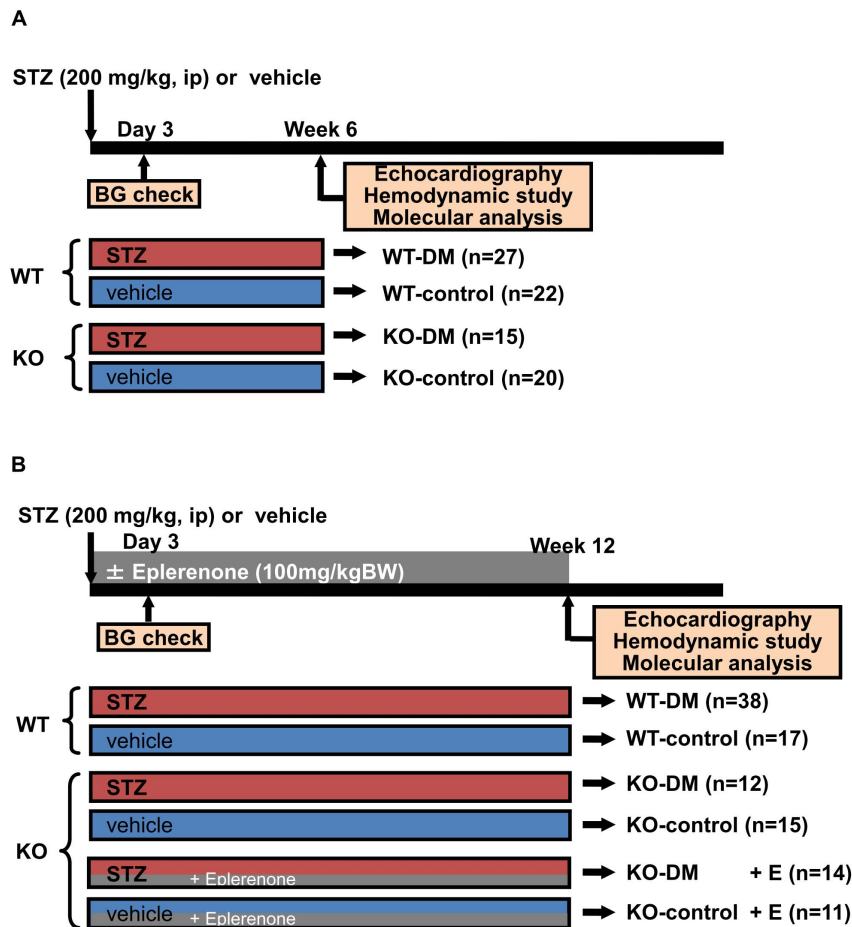 A
STZ (200 mg/kg, ip) or vehicle
Day 3
Week 6
BG check
Echocardiography
Hemodynamic study
Molecular analysis
WT
STZ
WT-DM (n=27)
vehicle
WT-control (n=22)
KO
STZ
KO-DM (n=15)
vehicle
KO-control (n=20)
B
STZ (200 mg/kg, ip) or vehicle
Day 3
Week 12
± Eplerenone (100mg/kgBW)
BG check
Echocardiography
Hemodynamic study
Molecular analysis
WT
STZ
WT-DM (n=38)
vehicle
WT-control (n=17)
KO
STZ
KO-DM (n=12)
vehicle
KO-control (n=15)
STZ + Eplerenone
KO-DM + E (n=14)
vehicle + Eplerenone
KO-control + E (n=11)